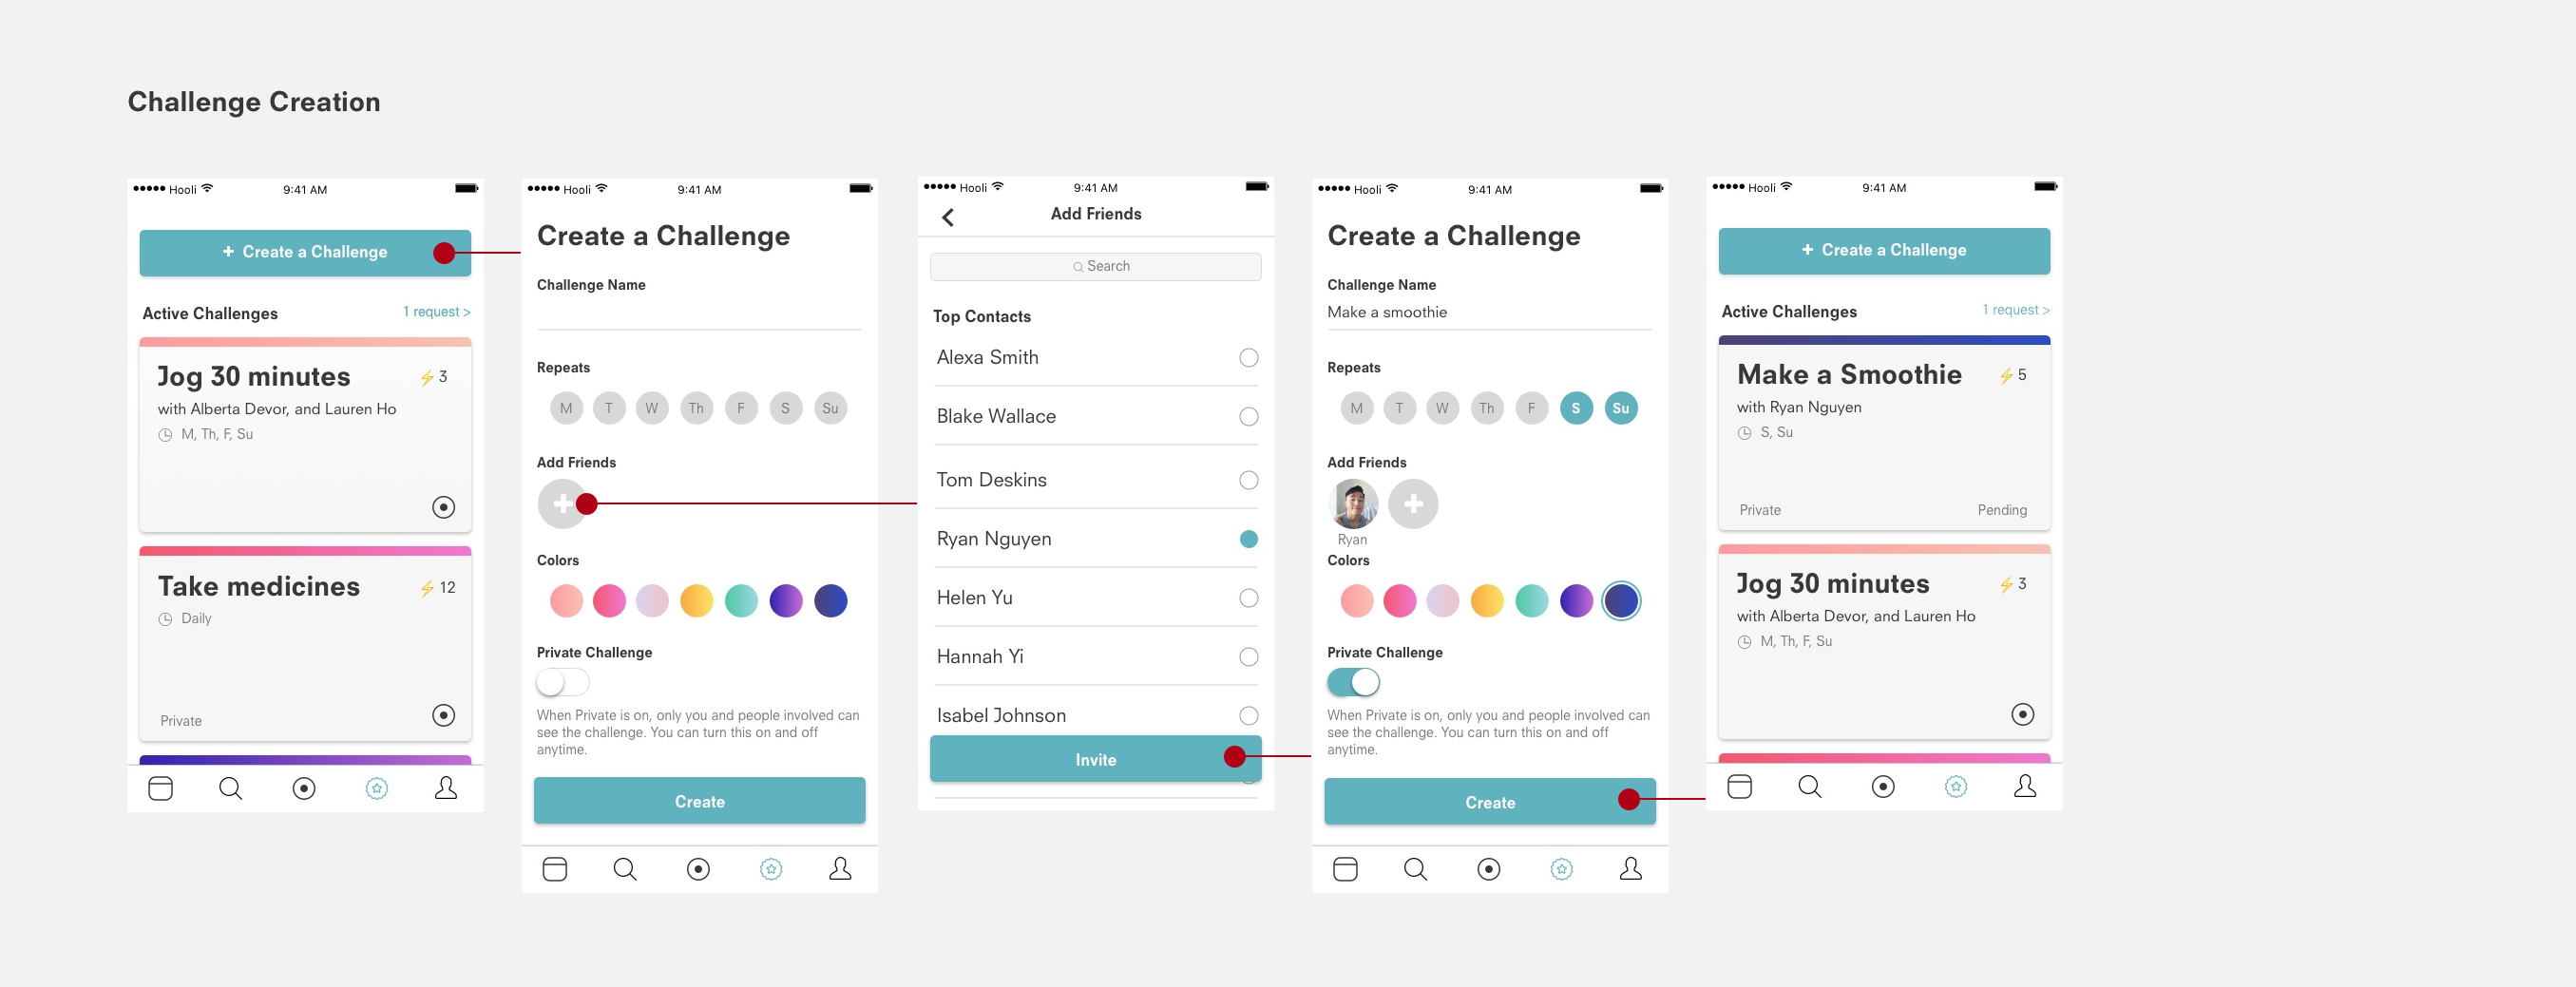 Challenge Creation
Hooli 9:41 AM
+ Create a Challenge
Active Challenges 1 request >
Jog 30 minutes ⚡ 3
with Alberta Devor, and Lauren Ho
M, Th, F, Su
Take medicines ⚡ 12
Daily
Private
Hooli 9:41 AM
Create a Challenge
Challenge Name
Repeats
M T W Th F S Su
Add Friends
Colors
Private Challenge
When Private is on, only you and people involved can
see the challenge. You can turn this on and off
anytime.
Create
Hooli 9:41 AM
Add Friends
Search
Top Contacts
Alexa Smith
Blake Wallace
Tom Deskins
Ryan Nguyen
Helen Yu
Hannah Yi
Isabel Johnson
Invite
Hooli 9:41 AM
Create a Challenge
Challenge Name
Make a smoothie
Repeats
M T W Th F S Su
Add Friends
Ryan
Colors
Private Challenge
When Private is on, only you and people involved can
see the challenge. You can turn this on and off
anytime.
Create
Hooli 9:41 AM
+ Create a Challenge
Active Challenges 1 request >
Make a Smoothie ⚡ 5
with Ryan Nguyen
S, Su
Private Pending
Jog 30 minutes ⚡ 3
with Alberta Devor, and Lauren Ho
M, Th, F, Su